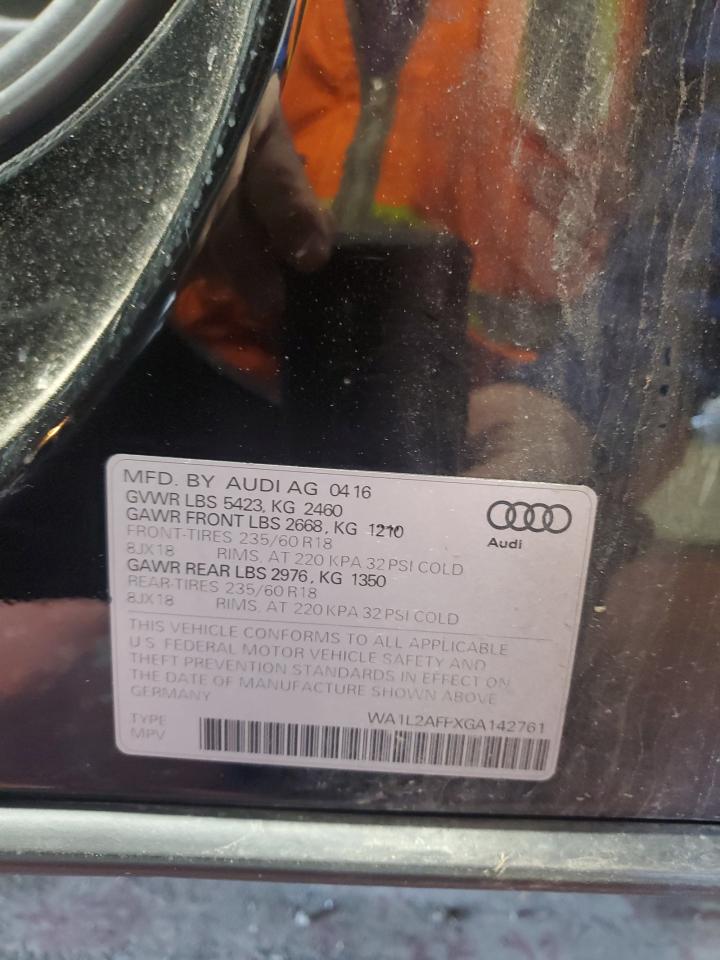 MFD. BY AUDI AG 0416
GVWR LBS 5423, KG 2460
GAWR FRONT LBS 2668, KG 1210
FRONT-TIRES 235/60 R18
8JX18 RIMS, AT 220 KPA 32 PSI COLD
GAWR REAR LBS 2976, KG 1350
REAR-TIRES 235/60 R18
8JX18 RIMS, AT 220 KPA 32 PSI COLD
Audi
THIS VEHICLE CONFORMS TO ALL APPLICABLE
U.S. FEDERAL MOTOR VEHICLE SAFETY AND
THEFT PREVENTION STANDARDS IN EFFECT ON
THE DATE OF MANUFACTURE SHOWN ABOVE
GERMANY
TYPE WA1L2AFPXGA142761
MPV